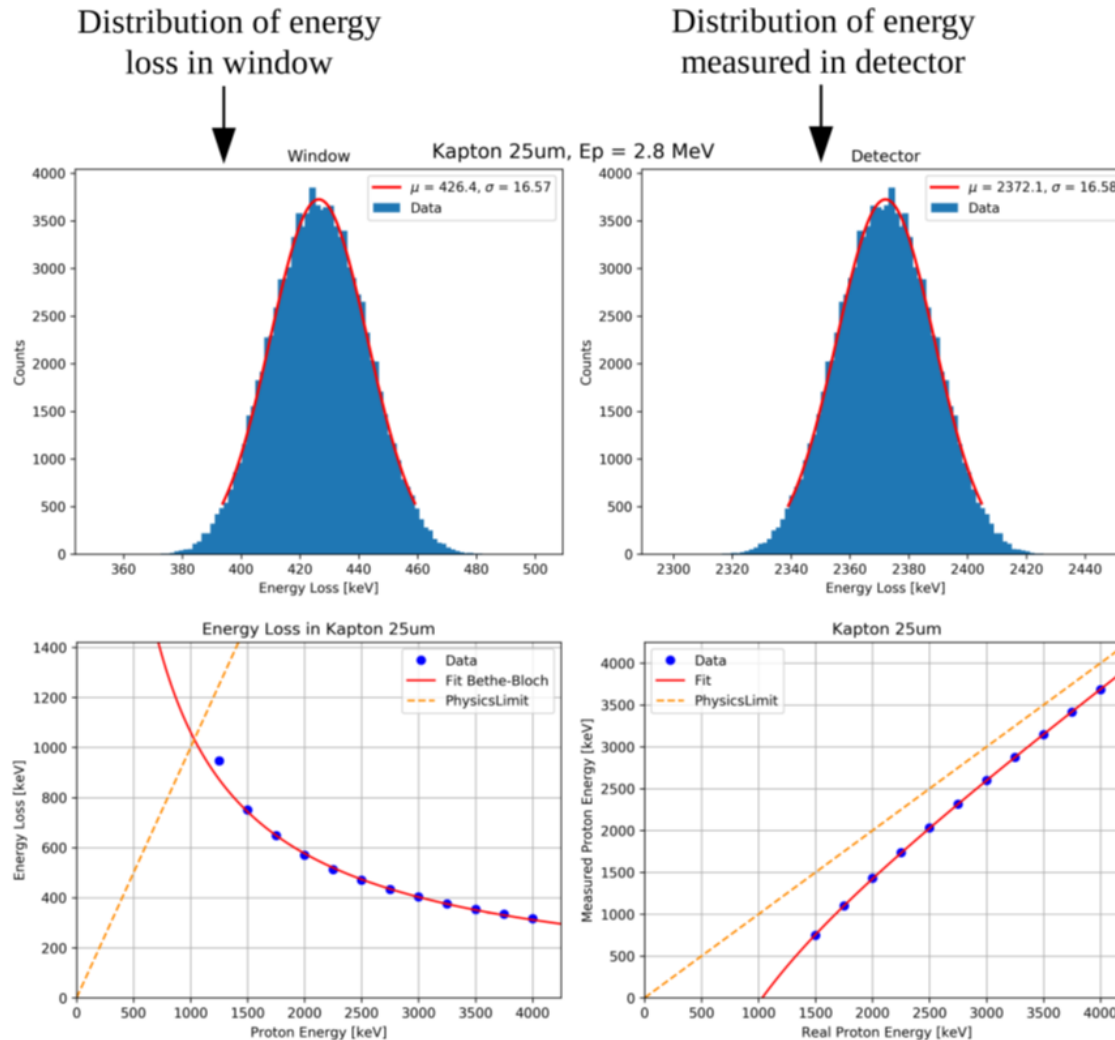 Distribution of energy
loss in window
Distribution of energy
measured in detector
Kapton 25um, Ep = 2.8 MeV
Window
μ = 426.4, σ = 16.57
Data
4000
3500
3000
2500
2000
1500
1000
500
0
Counts
360 380 400 420 440 460 480 500
Energy Loss [keV]
Detector
μ = 2372.1, σ = 16.58
Data
4000
3500
3000
2500
2000
1500
1000
500
0
Counts
2300 2320 2340 2360 2380 2400 2420 2440
Energy Loss [keV]
Energy Loss in Kapton 25um
Data
Fit Bethe-Bloch
PhysicsLimit
1400
1200
1000
800
600
400
200
0
Energy Loss [keV]
0 500 1000 1500 2000 2500 3000 3500 4000
Proton Energy [keV]
Kapton 25um
Data
Fit
PhysicsLimit
4000
3500
3000
2500
2000
1500
1000
500
0
Measured Proton Energy [keV]
0 500 1000 1500 2000 2500 3000 3500 4000
Real Proton Energy [keV]